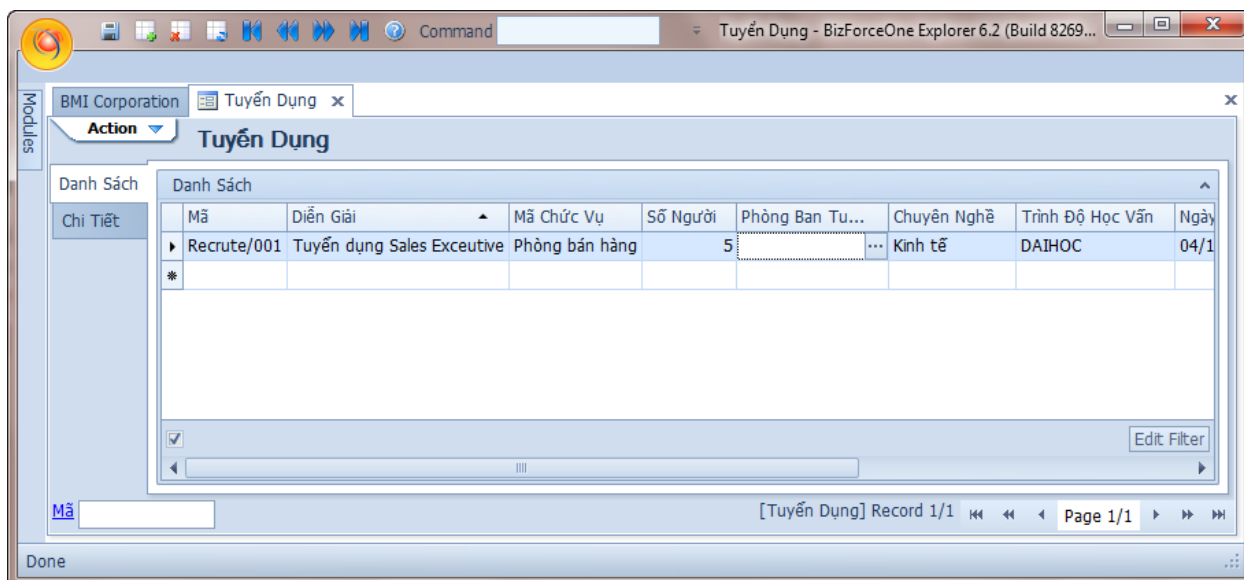 Command
Tuyển Dụng - BizForceOne Explorer 6.2 (Build 8269...
Modules
BMI Corporation
Tuyển Dụng
Action
Tuyển Dụng
Danh Sách
Chi Tiết
Danh Sách
Mã Diễn Giải Mã Chức Vụ Số Người Phòng Ban Tu... Chuyên Nghề Trình Độ Học Vấn Ngày
Recrute/001 Tuyển dụng Sales Exceutive Phòng bán hàng 5 ... Kinh tế DAIHOC 04/1
Edit Filter
Mã
[Tuyển Dụng] Record 1/1 Page 1/1
Done